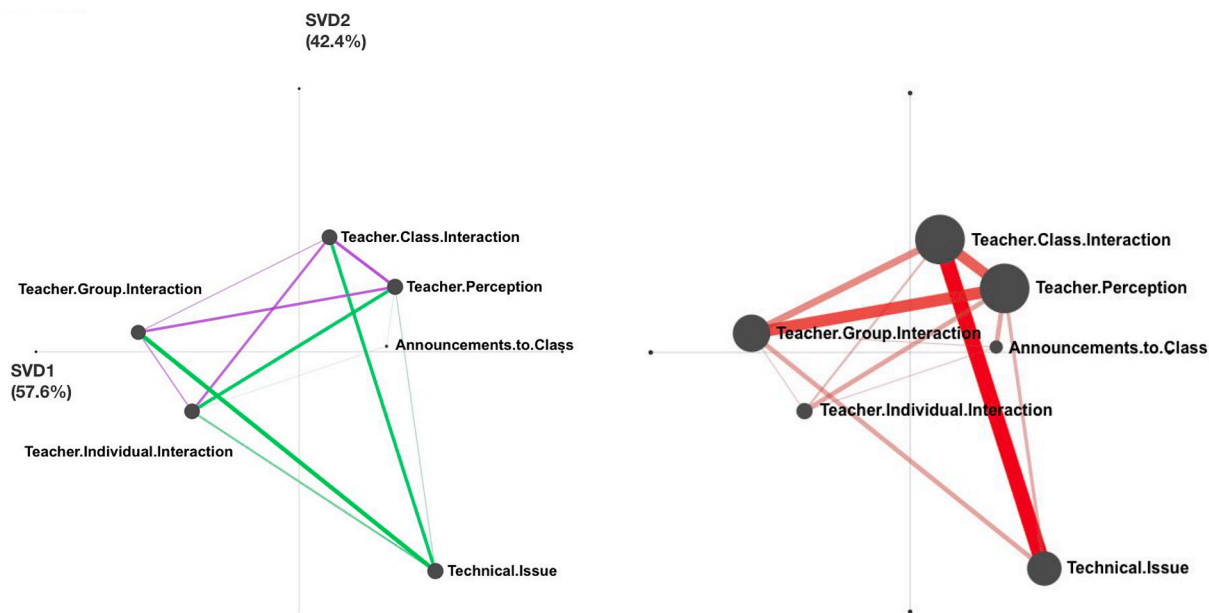 SVD2
(42.4%)
Teacher.Class.Interaction
Teacher.Perception
Teacher.Group.Interaction
Announcements.to.Class
SVD1
(57.6%)
Teacher.Individual.Interaction
Technical.Issue
Teacher.Class.Interaction
Teacher.Perception
Teacher.Group.Interaction
Announcements.to.Class
Teacher.Individual.Interaction
Technical.Issue